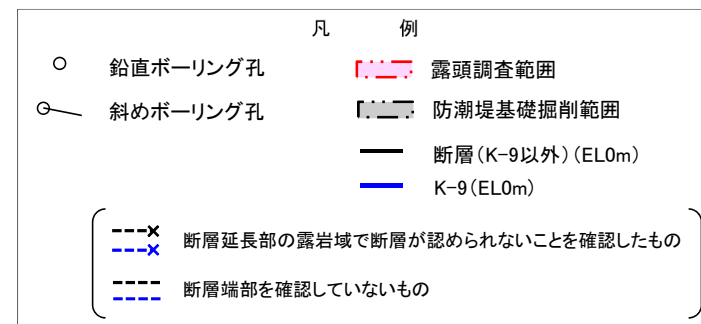 凡 例
鉛直ボーリング孔
露頭調査範囲
斜めボーリング孔
防潮堤基礎掘削範囲
断層(K-9以外)(EL0m)
K-9(EL0m)
断層延長部の露岩域で断層が認められないことを確認したもの
断層端部を確認していないもの